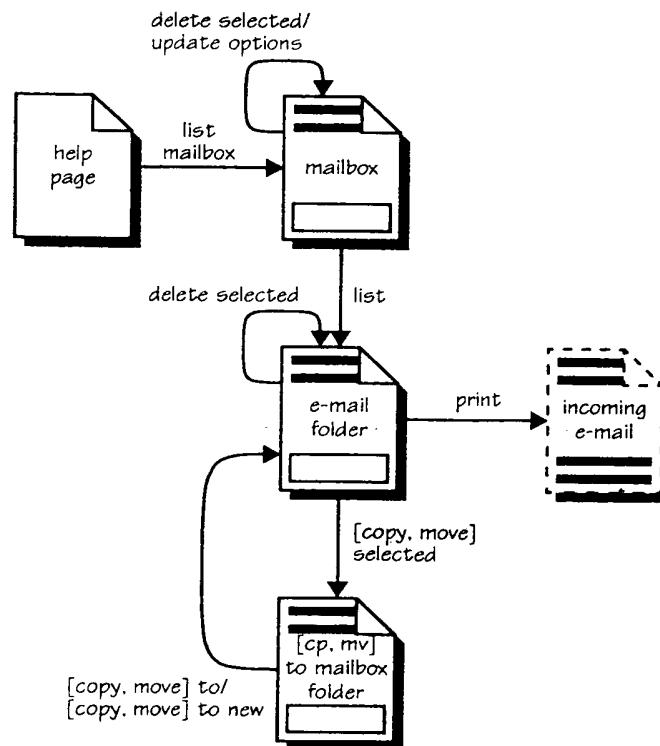 delete selected/
update options
list
mailbox
help
page
mailbox
delete selected
list
e-mail
folder
print
incoming
e-mail
[copy, move]
selected
[cp, mv]
to mailbox
folder
[copy, move] to/
[copy, move] to new